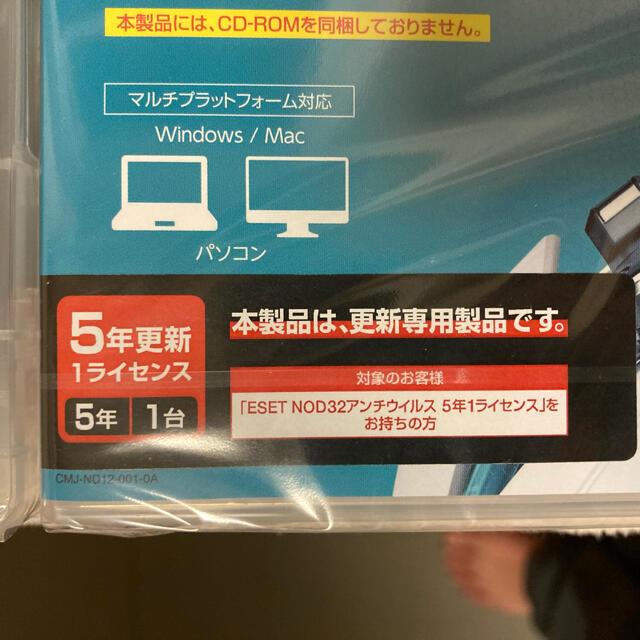 本製品には、CD-ROMを同梱しておりません。
マルチプラットフォーム対応
Windows / Mac
パソコン
5年更新
1ライセンス
5年 1台
本製品は、更新専用製品です。
対象のお客様
「ESET NOD32アンチウイルス 5年1ライセンス」を
お持ちの方
CMJ-ND12-001-0A